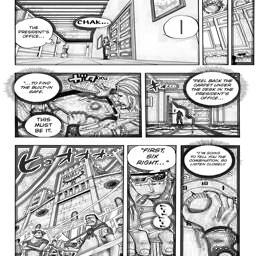 THE
PRESIDENT'S
OFFICE...
CHAK...
"...TO FIND
THE BUILT-IN
SAFE.
THIS MUST
BE IT.
"PEEL BACK THE
CARPET UNDER
THE DESK IN
THE PRESIDENT'S
OFFICE...
"FIRST,
SIX
RIGHT..."
"I'M GOING TO
TELL YOU THE
COMBINATION, SO
LISTEN CLOSELY."